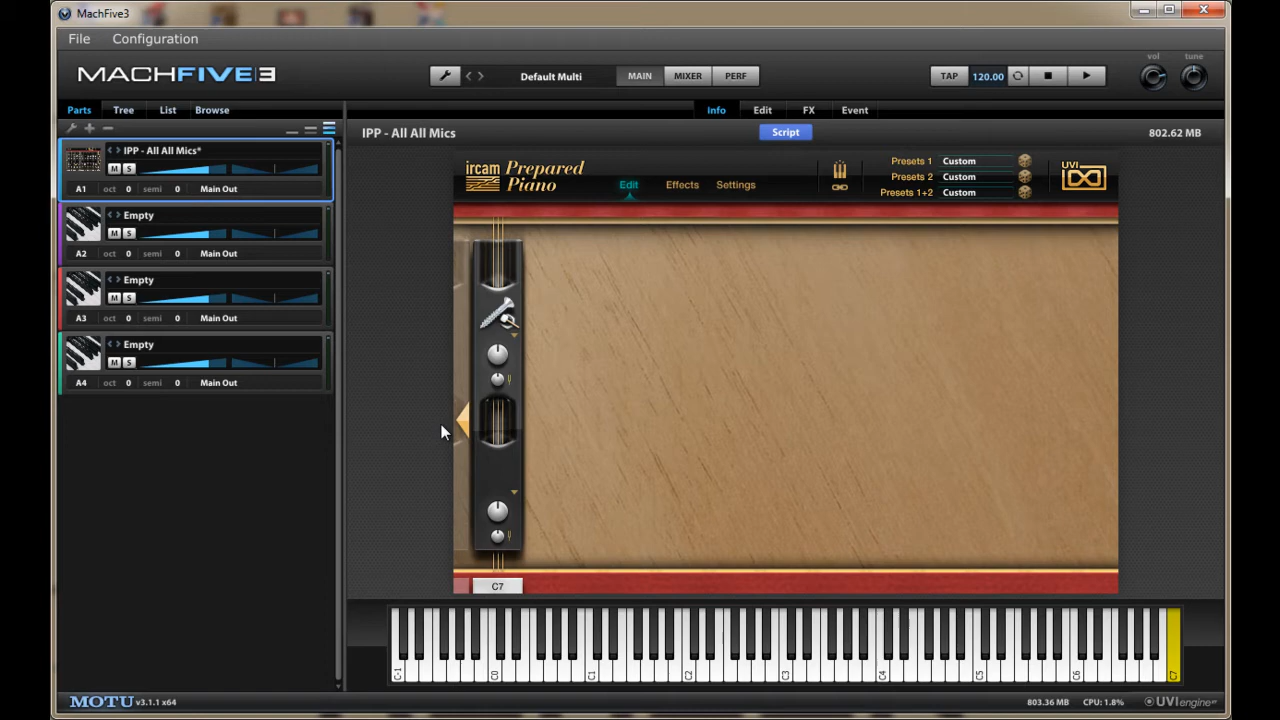 MachFive3
File Configuration
MACHFIVE3
Default Multi MAIN MIXER PERF TAP 120.00 vol tune
Parts Tree List Browse Info Edit FX Event
IPP - All All Mics Script 802.62 MB
IPP - All All Mics*
M S
A1 oct 0 semi 0 Main Out
Empty
M S
A2 oct 0 semi 0 Main Out
Empty
M S
A3 oct 0 semi 0 Main Out
Empty
M S
A4 oct 0 semi 0 Main Out
ircam Prepared Piano
Edit Effects Settings
Presets 1 Custom
Presets 2 Custom
Presets 1+2 Custom
UVI
C7
C-1 C0 C1 C2 C3 C4 C5 C6 C7
MOTU v3.1.1 x64 803.36 MB CPU: 1.8% UVIengine